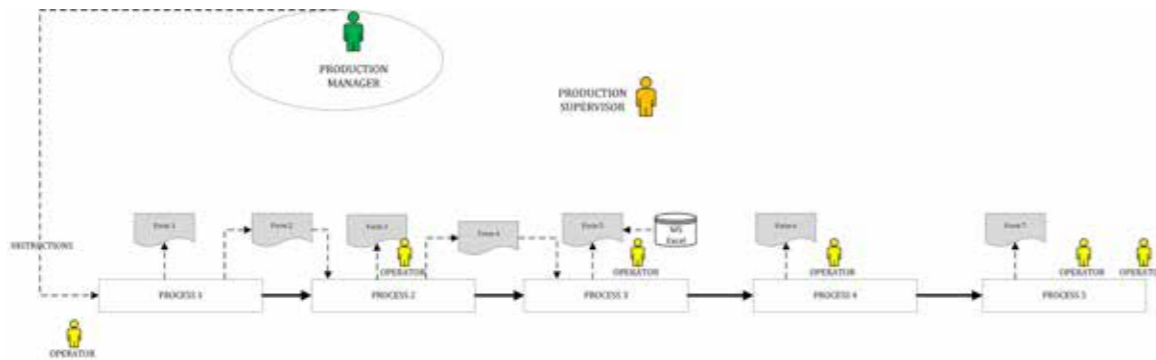 PRODUCTION
MANAGER
PRODUCTION
SUPERVISOR
Form 1
Form 2
Form 3
Form 4
Form 5
MS
Excel
Form 6
Form 7
INSTRUCTIONS
OPERATOR
OPERATOR
OPERATOR
OPERATOR
OPERATOR
PROCESS 1
PROCESS 2
PROCESS 3
PROCESS 4
PROCESS 5
OPERATOR